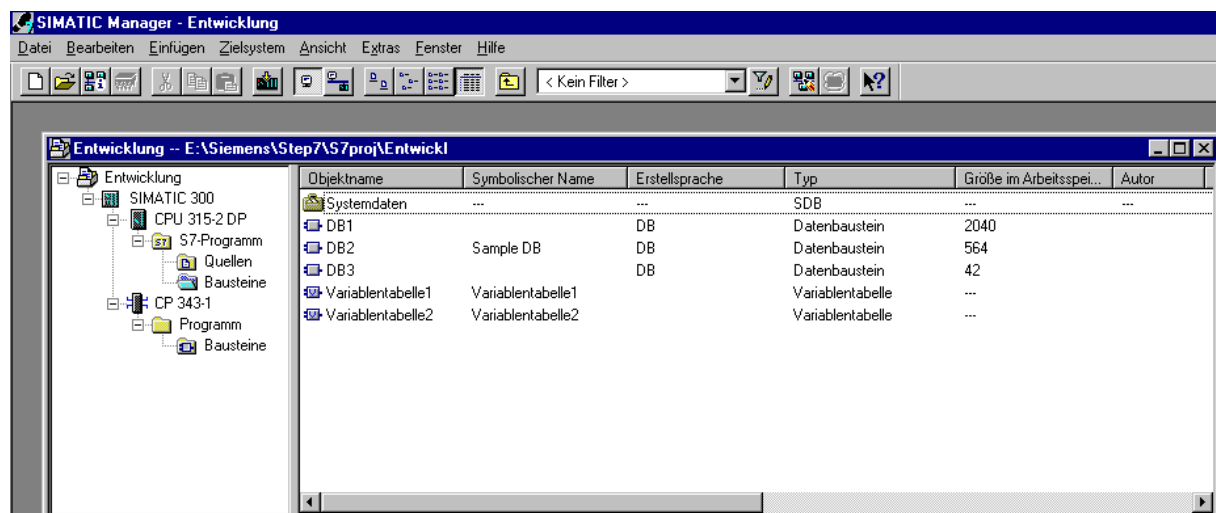 SIMATIC Manager - Entwicklung
Datei Bearbeiten Einfügen Zielsystem Ansicht Extras Fenster Hilfe
< Kein Filter >
Entwicklung -- E:\Siemens\Step7\S7proj\Entwickl
Entwicklung
SIMATIC 300
CPU 315-2 DP
S7-Programm
Quellen
Bausteine
CP 343-1
Programm
Bausteine
Objektname Symbolischer Name Erstellsprache Typ Größe im Arbeitsspei... Autor
Systemdaten --- --- SDB --- ---
DB1 DB Datenbaustein 2040
DB2 Sample DB DB Datenbaustein 564
DB3 DB Datenbaustein 42
Variablentabelle1 Variablentabelle1 Variablentabelle ---
Variablentabelle2 Variablentabelle2 Variablentabelle ---